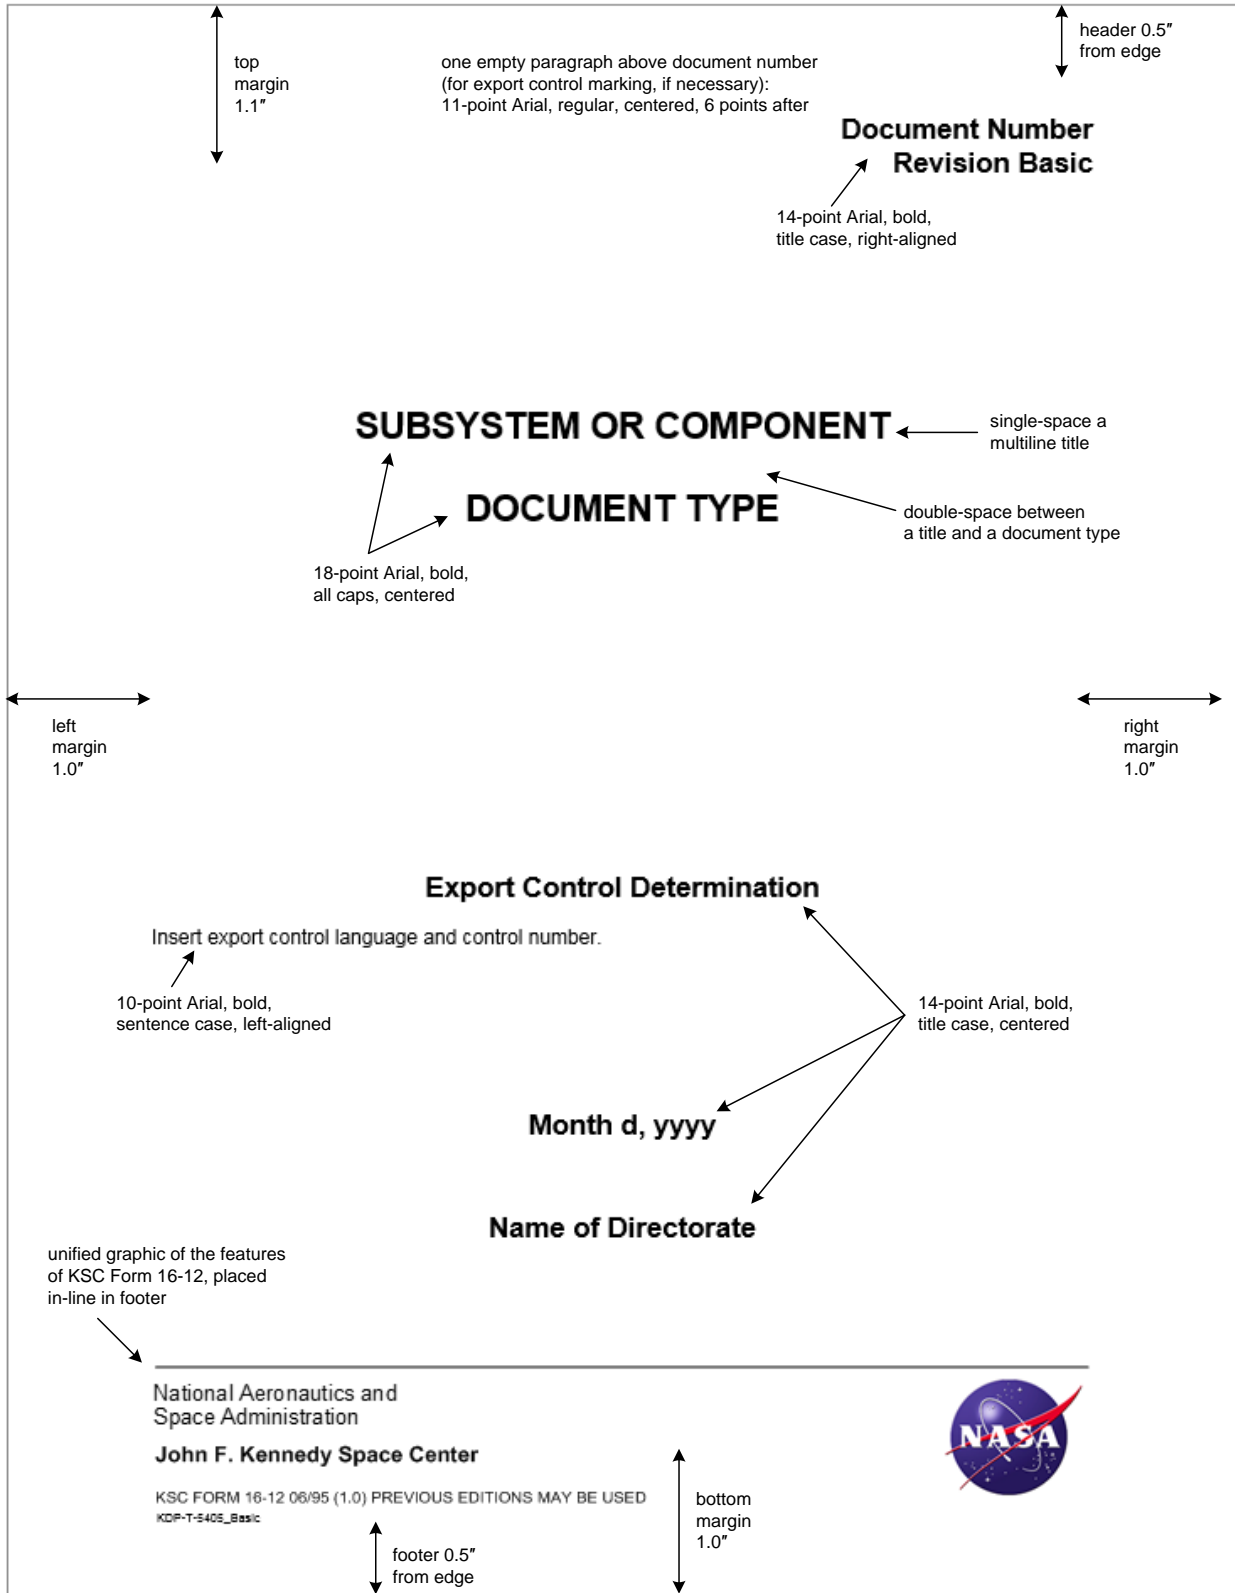 top
margin
1.1″
one empty paragraph above document number
(for export control marking, if necessary):
11-point Arial, regular, centered, 6 points after
header 0.5″
from edge
Document Number
Revision Basic
14-point Arial, bold,
title case, right-aligned
SUBSYSTEM OR COMPONENT
single-space a
multiline title
DOCUMENT TYPE
double-space between
a title and a document type
18-point Arial, bold,
all caps, centered
left
margin
1.0″
right
margin
1.0″
Export Control Determination
Insert export control language and control number.
10-point Arial, bold,
sentence case, left-aligned
14-point Arial, bold,
title case, centered
Month d, yyyy
Name of Directorate
unified graphic of the features
of KSC Form 16-12, placed
in-line in footer
National Aeronautics and
Space Administration
John F. Kennedy Space Center
NASA
KSC FORM 16-12 06/95 (1.0) PREVIOUS EDITIONS MAY BE USED
KDP-T-5405_Basic
bottom
margin
1.0″
footer 0.5″
from edge